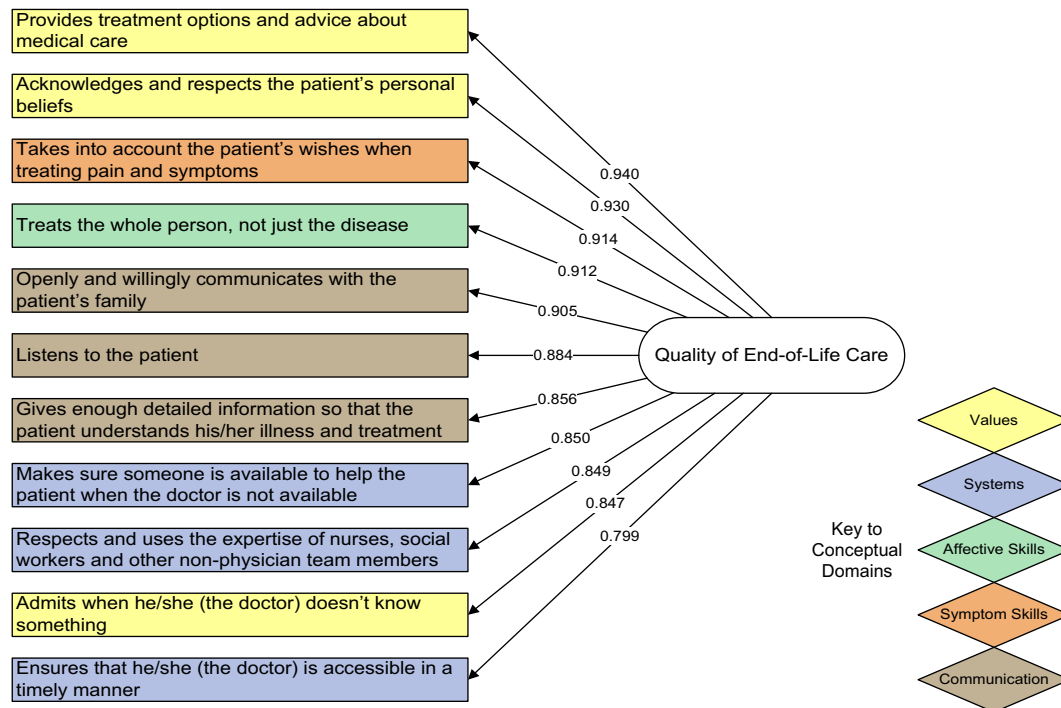 Provides treatment options and advice about
medical care
Acknowledges and respects the patient's personal
beliefs
Takes into account the patient's wishes when
treating pain and symptoms
Treats the whole person, not just the disease
Openly and willingly communicates with the
patient's family
Listens to the patient
Gives enough detailed information so that the
patient understands his/her illness and treatment
Makes sure someone is available to help the
patient when the doctor is not available
Respects and uses the expertise of nurses, social
workers and other non-physician team members
Admits when he/she (the doctor) doesn't know
something
Ensures that he/she (the doctor) is accessible in a
timely manner
0.940
0.930
0.914
0.912
0.905
0.884
0.856
0.850
0.849
0.847
0.799
Quality of End-of-Life Care
Key to
Conceptual
Domains
Values
Systems
Affective Skills
Symptom Skills
Communication